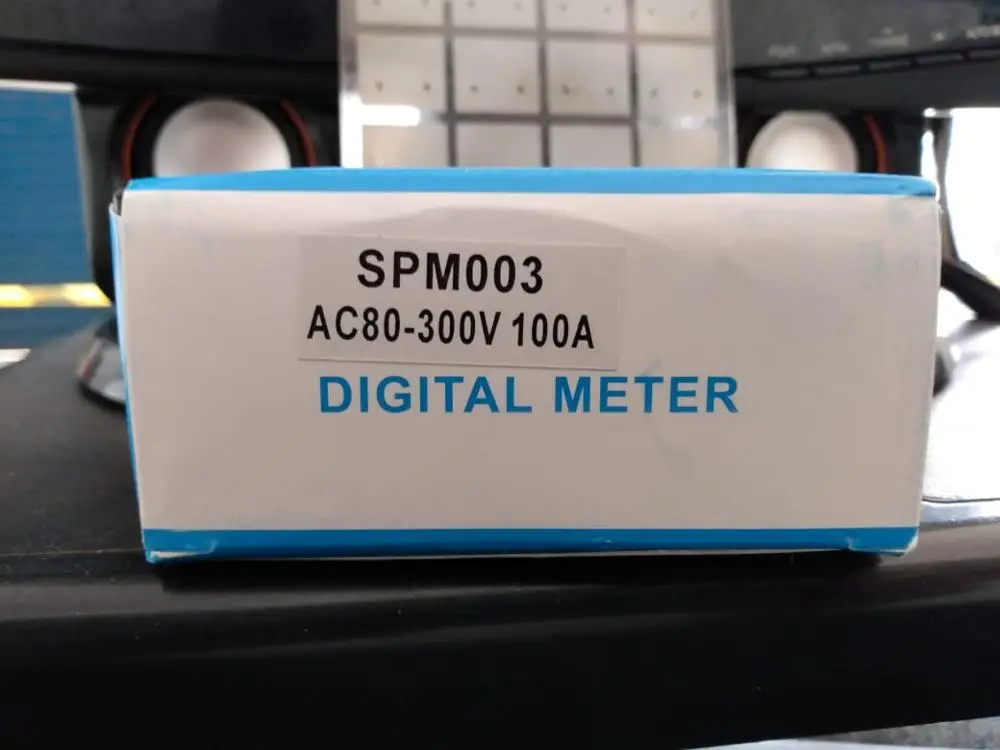 SPM003
AC80-300V 100A
DIGITAL METER